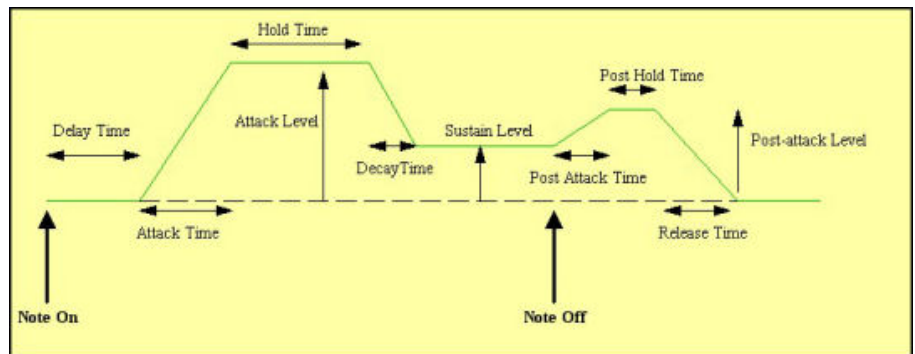 Hold Time
Post Hold Time
Delay Time
Attack Level
Sustain Level
Post-attack Level
DecayTime
Post Attack Time
Attack Time
Release Time
Note On
Note Off